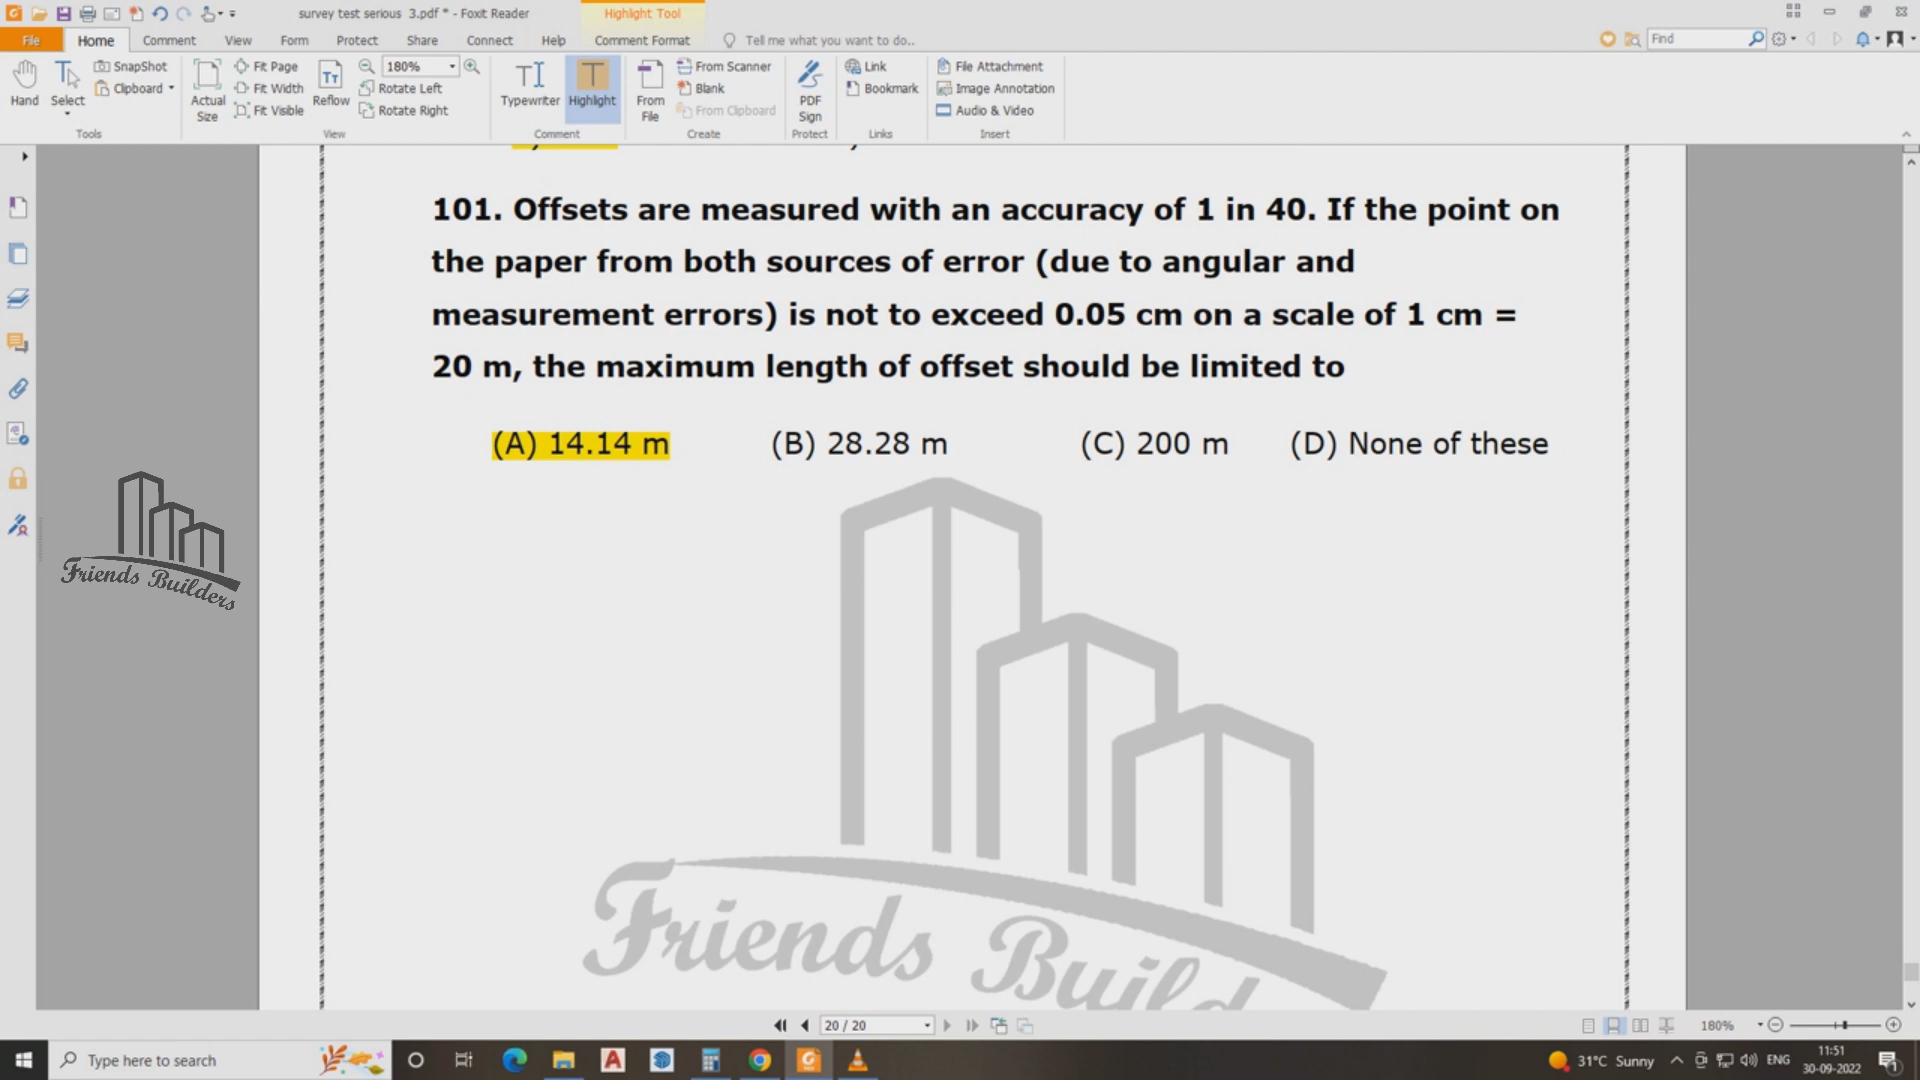 survey test serious 3.pdf * - Foxit Reader
Highlight Tool
File Home Comment View Form Protect Share Connect Help Comment Format Tell me what you want to do.. Find
Hand Select SnapShot Clipboard Tools
Actual Size Fit Page Fit Width Fit Visible Reflow 180% Rotate Left Rotate Right View
Typewriter Highlight Comment
From File From Scanner Blank From Clipboard Create
PDF Sign Protect
Link Bookmark Links
File Attachment Image Annotation Audio & Video Insert
101. Offsets are measured with an accuracy of 1 in 40. If the point on
the paper from both sources of error (due to angular and
measurement errors) is not to exceed 0.05 cm on a scale of 1 cm =
20 m, the maximum length of offset should be limited to
(A) 14.14 m (B) 28.28 m (C) 200 m (D) None of these
Friends Builders
Friends Build
20 / 20 180%
Type here to search 31°C Sunny ENG 11:51
30-09-2022